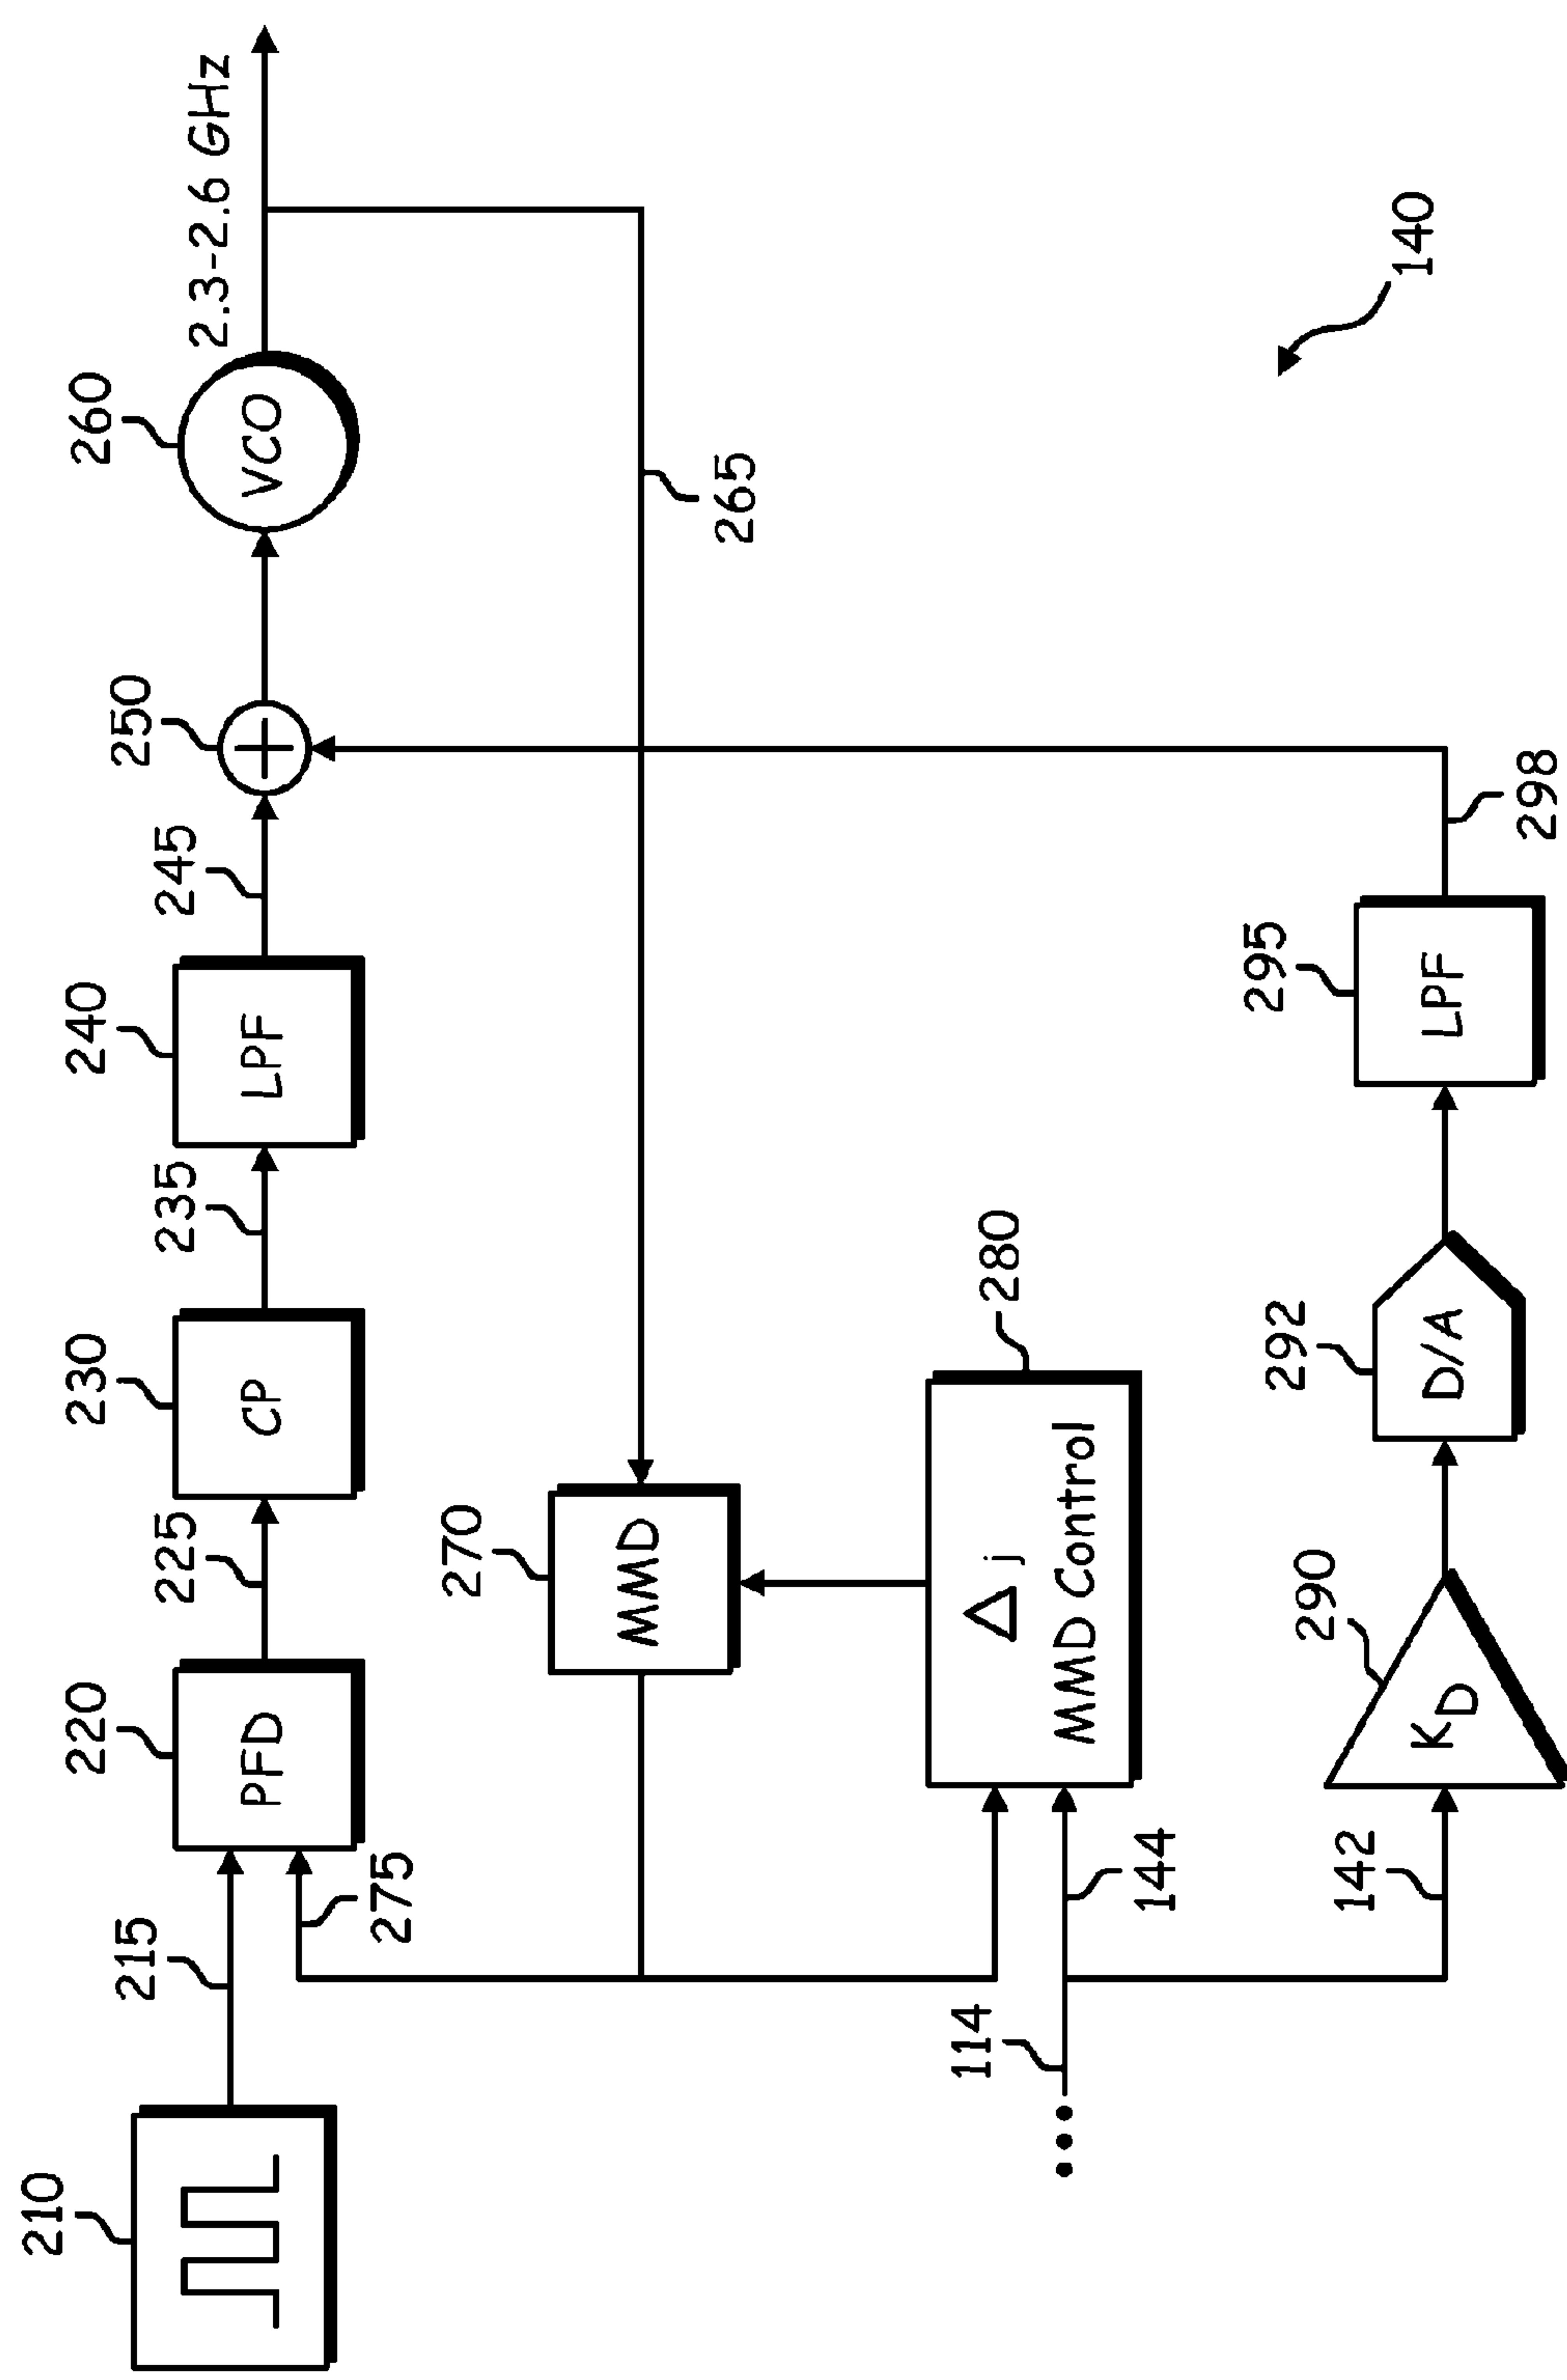 210
215
220
PFD
225
230
CP
235
240
LPF
245
250
260
VCO
2.3-2.6 GHz
275
270
MMD
265
114
144
Δj
MMD Control
280
140
142
290
KD
292
D/A
295
LPF
298